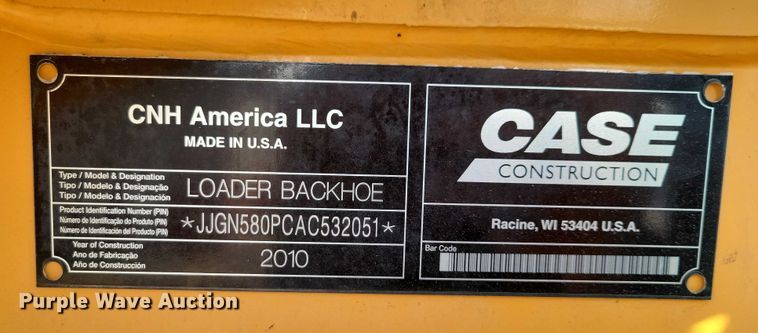 CNH America LLC
MADE IN U.S.A.
Type / Model & Designation
Tipo / Modelo & Designação
Tipo / Modelo & Designación
LOADER BACKHOE
Product Identification Number (PIN)
Número de Identificação do Produto (PIN)
Número de Identificación del Producto (PIN)
*JJGN580PCAC532051*
Year of Construction
Ano de Fabricação
Año de Construcción
2010
CASE
CONSTRUCTION
Racine, WI 53404 U.S.A.
Bar Code
Purple Wave Auction